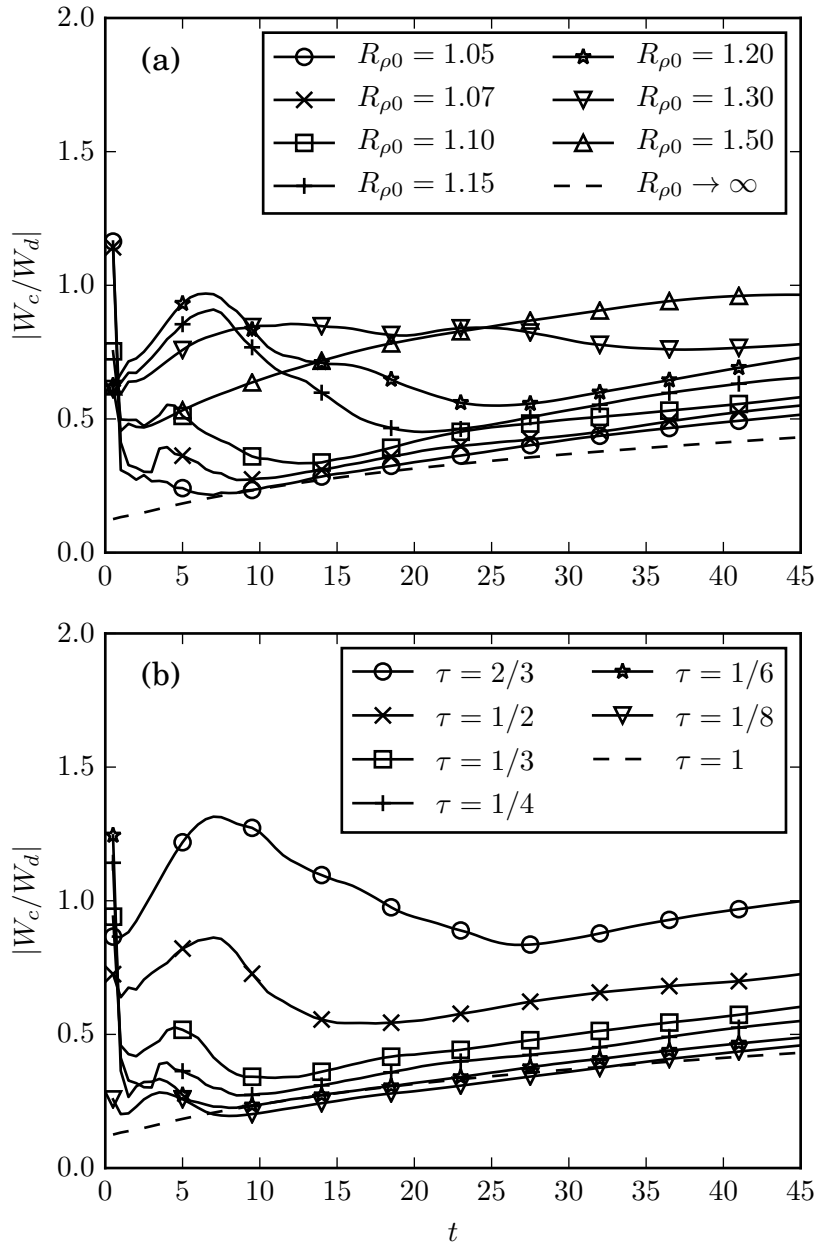 2.0
(a)
R_{ρ0} = 1.05
R_{ρ0} = 1.20
R_{ρ0} = 1.07
R_{ρ0} = 1.30
R_{ρ0} = 1.10
R_{ρ0} = 1.50
R_{ρ0} = 1.15
R_{ρ0} → ∞
1.5
|W_c/W_d|
1.0
0.5
0.0
0 5 10 15 20 25 30 35 40 45
2.0
(b)
τ = 2/3
τ = 1/6
τ = 1/2
τ = 1/8
τ = 1/3
τ = 1
τ = 1/4
1.5
|W_c/W_d|
1.0
0.5
0.0
0 5 10 15 20 25 30 35 40 45
t